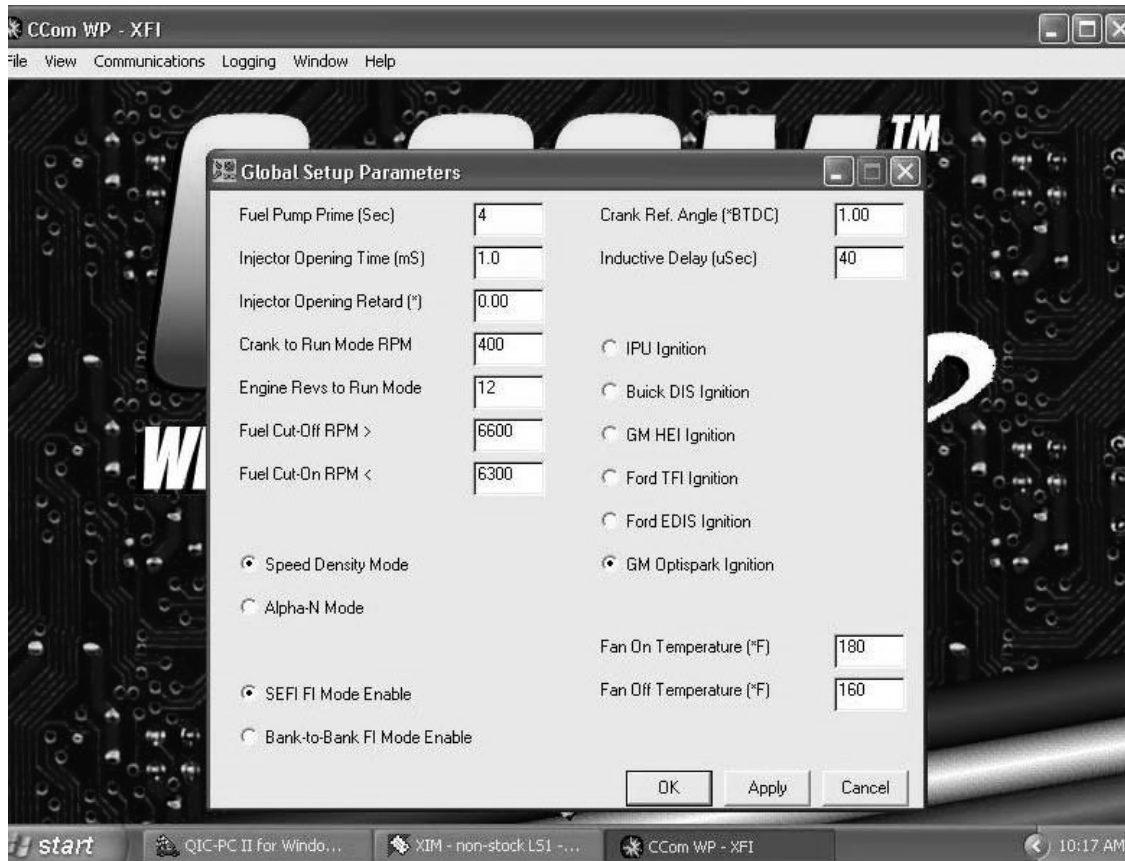 CCom WP - XFI
File View Communications Logging Window Help
TM
Global Setup Parameters
Fuel Pump Prime (Sec) 4
Crank Ref. Angle (*BTDC) 1.00
Injector Opening Time (mS) 1.0
Inductive Delay (uSec) 40
Injector Opening Retard (*) 0.00
Crank to Run Mode RPM 400
IPU Ignition
Engine Revs to Run Mode 12
Buick DIS Ignition
Fuel Cut-Off RPM > 6600
GM HEI Ignition
Fuel Cut-On RPM < 6300
Ford TFI Ignition
Ford EDIS Ignition
Speed Density Mode
GM Optispark Ignition
Alpha-N Mode
Fan On Temperature (*F) 180
SEFI FI Mode Enable
Fan Off Temperature (*F) 160
Bank-to-Bank FI Mode Enable
OK Apply Cancel
start QIC-PC II for Windo... XIM - non-stock LS1 -... CCom WP - XFI 10:17 AM